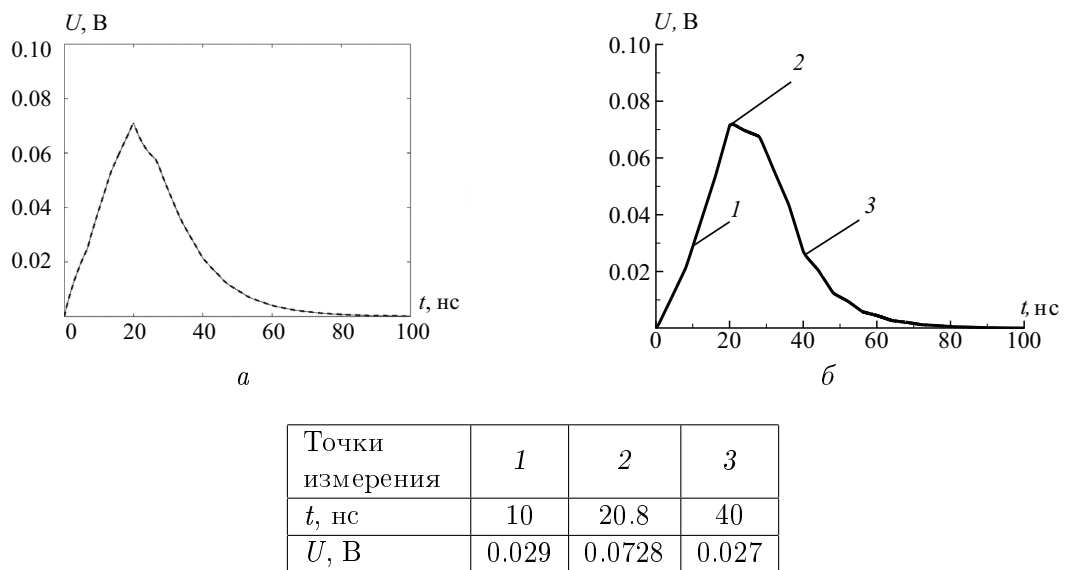 U, В
0.10
0.08
0.06
0.04
0.02
t, нс
0 20 40 60 80 100
а
U, В
0.10
0.08
0.06
0.04
0.02
2
1
3
t, нс
0 20 40 60 80 100
б
Точки измерения 1 2 3
t, нс 10 20.8 40
U, В 0.029 0.0728 0.027